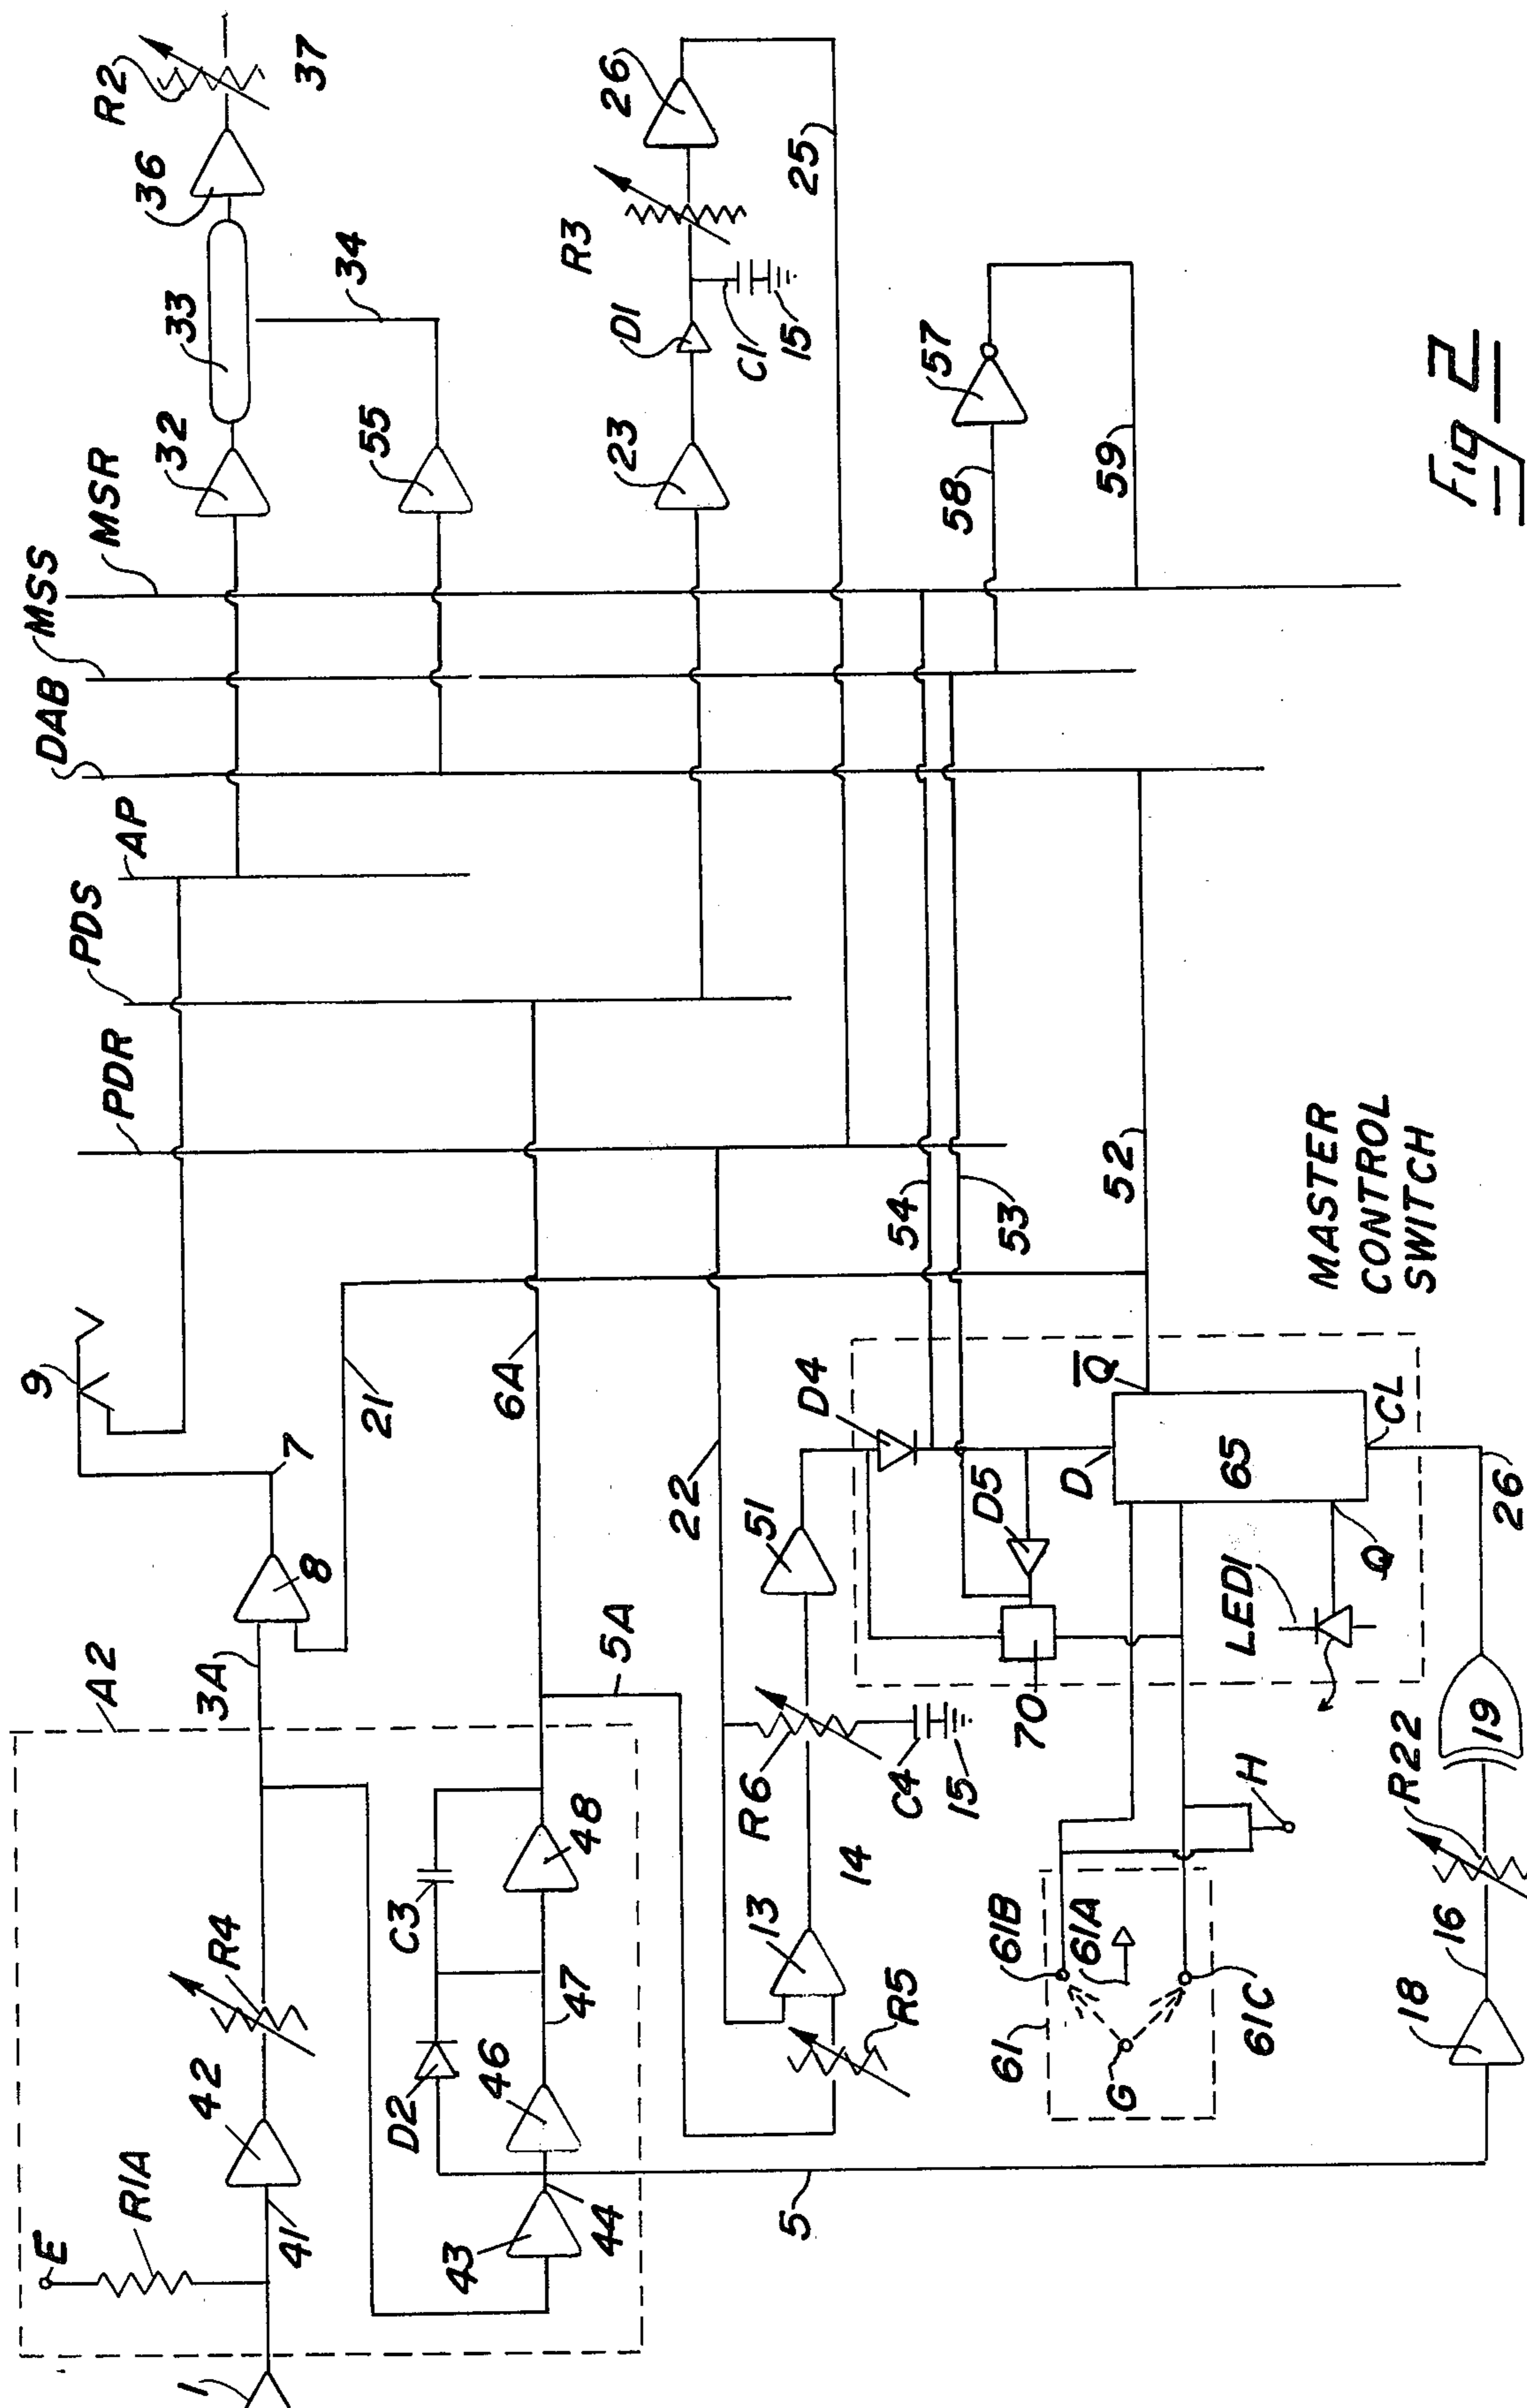 R2
37
36
33
34
32
MSR
MSS
55
DAB
AP
PDS
PDR
26
25
R3
D1
C1
15
23
57
58
59
9
7
8
21
6A
3A
A2
5A
22
54
53
52
51
D4
D5
D
Q
65
CL
Q
LED1
70
26
MASTER
CONTROL
SWITCH
R6
C4
15
14
13
R5
H
R22
19
16
18
61B
61A
61
61C
G
E
R1A
42
R4
41
43
44
D2
C3
46
47
48
5
1
Fig 2